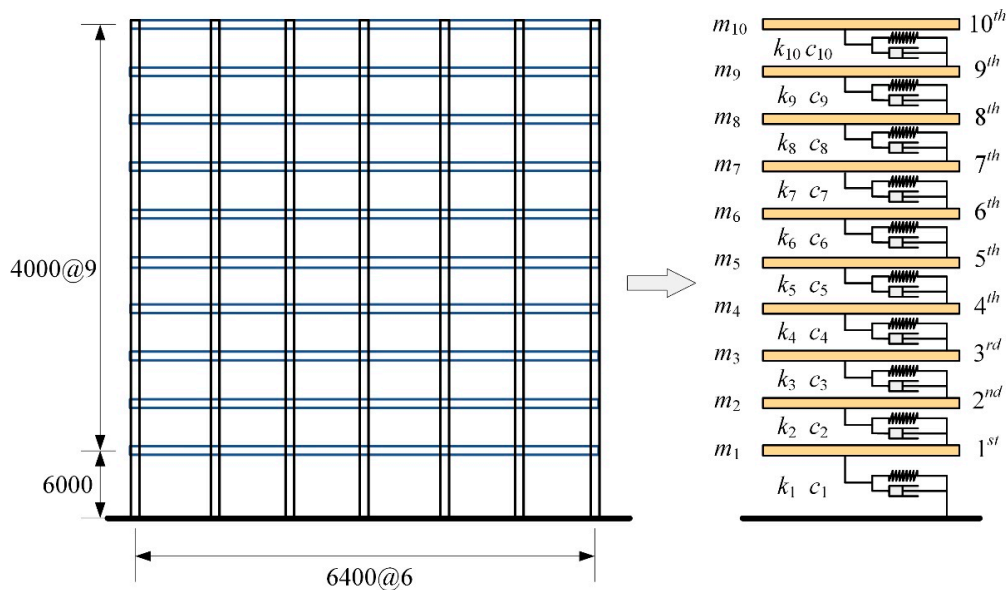 4000@9
6000
6400@6
m₁₀ 10ᵗʰ
k₁₀ c₁₀
m₉ 9ᵗʰ
k₉ c₉
m₈ 8ᵗʰ
k₈ c₈
m₇ 7ᵗʰ
k₇ c₇
m₆ 6ᵗʰ
k₆ c₆
m₅ 5ᵗʰ
k₅ c₅
m₄ 4ᵗʰ
k₄ c₄
m₃ 3ʳᵈ
k₃ c₃
m₂ 2ⁿᵈ
k₂ c₂
m₁ 1ˢᵗ
k₁ c₁